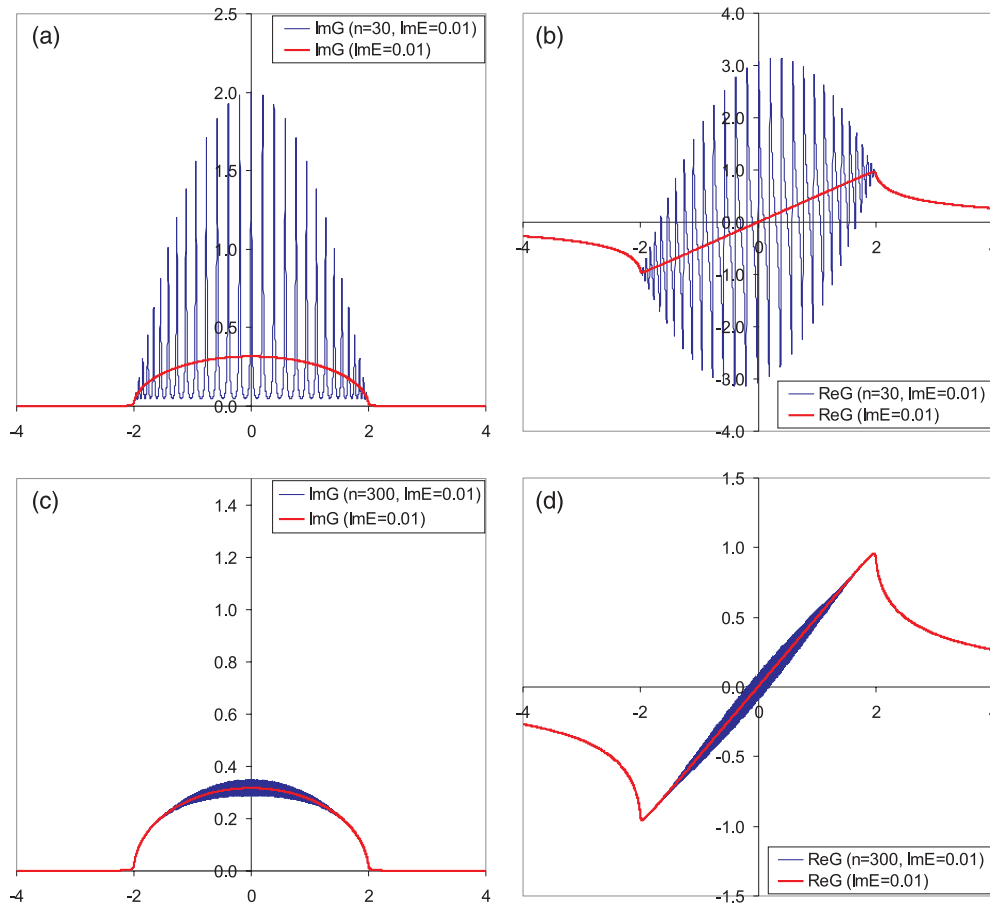 (a)
ImG (n=30, ImE=0.01)
ImG (ImE=0.01)
2.5
2.0
1.5
1.0
0.5
0.0
-4 -2 0 2 4
(b)
4.0
3.0
2.0
1.0
0.0
-1.0
-2.0
-3.0
-4.0
-4 -2 0 2 4
ReG (n=30, ImE=0.01)
ReG (ImE=0.01)
(c)
ImG (n=300, ImE=0.01)
ImG (ImE=0.01)
1.4
1.2
1.0
0.8
0.6
0.4
0.2
0.0
-4 -2 0 2 4
(d)
1.5
1.0
0.5
0.0
-0.5
-1.0
-1.5
-4 -2 0 2 4
ReG (n=300, ImE=0.01)
ReG (ImE=0.01)